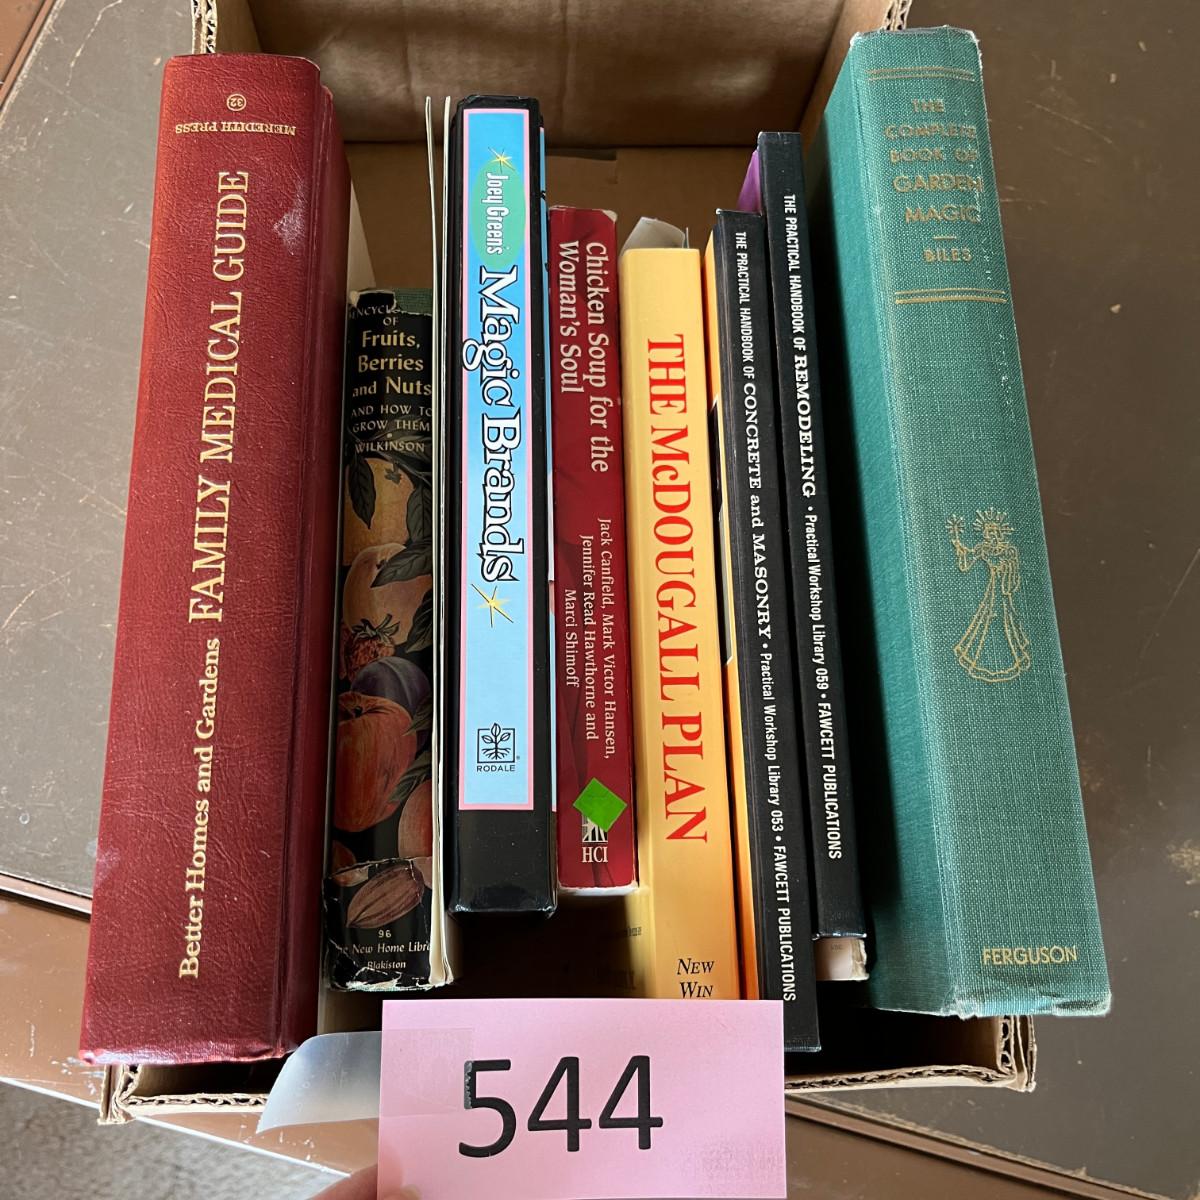 Better Homes and Gardens FAMILY MEDICAL GUIDE
MEREDITH PRESS
32
OF
Fruits,
Berries
and Nuts
AND HOW TO
GROW THEM
WILKINSON
96
New Home
Blakiston
Joey Green's
Magic Brands
RODALE
Chicken Soup for the
Woman's Soul
Jack Canfield, Mark Victor Hansen,
Jennifer Read Hawthorne and
Marci Shimoff
HCI
THE McDOUGALL PLAN
NEW
WIN
THE PRACTICAL HANDBOOK OF CONCRETE and MASONRY • Practical Workshop Library 053 • FAWCETT PUBLICATIONS
THE PRACTICAL HANDBOOK OF REMODELING • Practical Workshop Library 059 • FAWCETT PUBLICATIONS
THE
COMPLETE
BOOK OF
GARDEN
MAGIC
BILES
FERGUSON
544